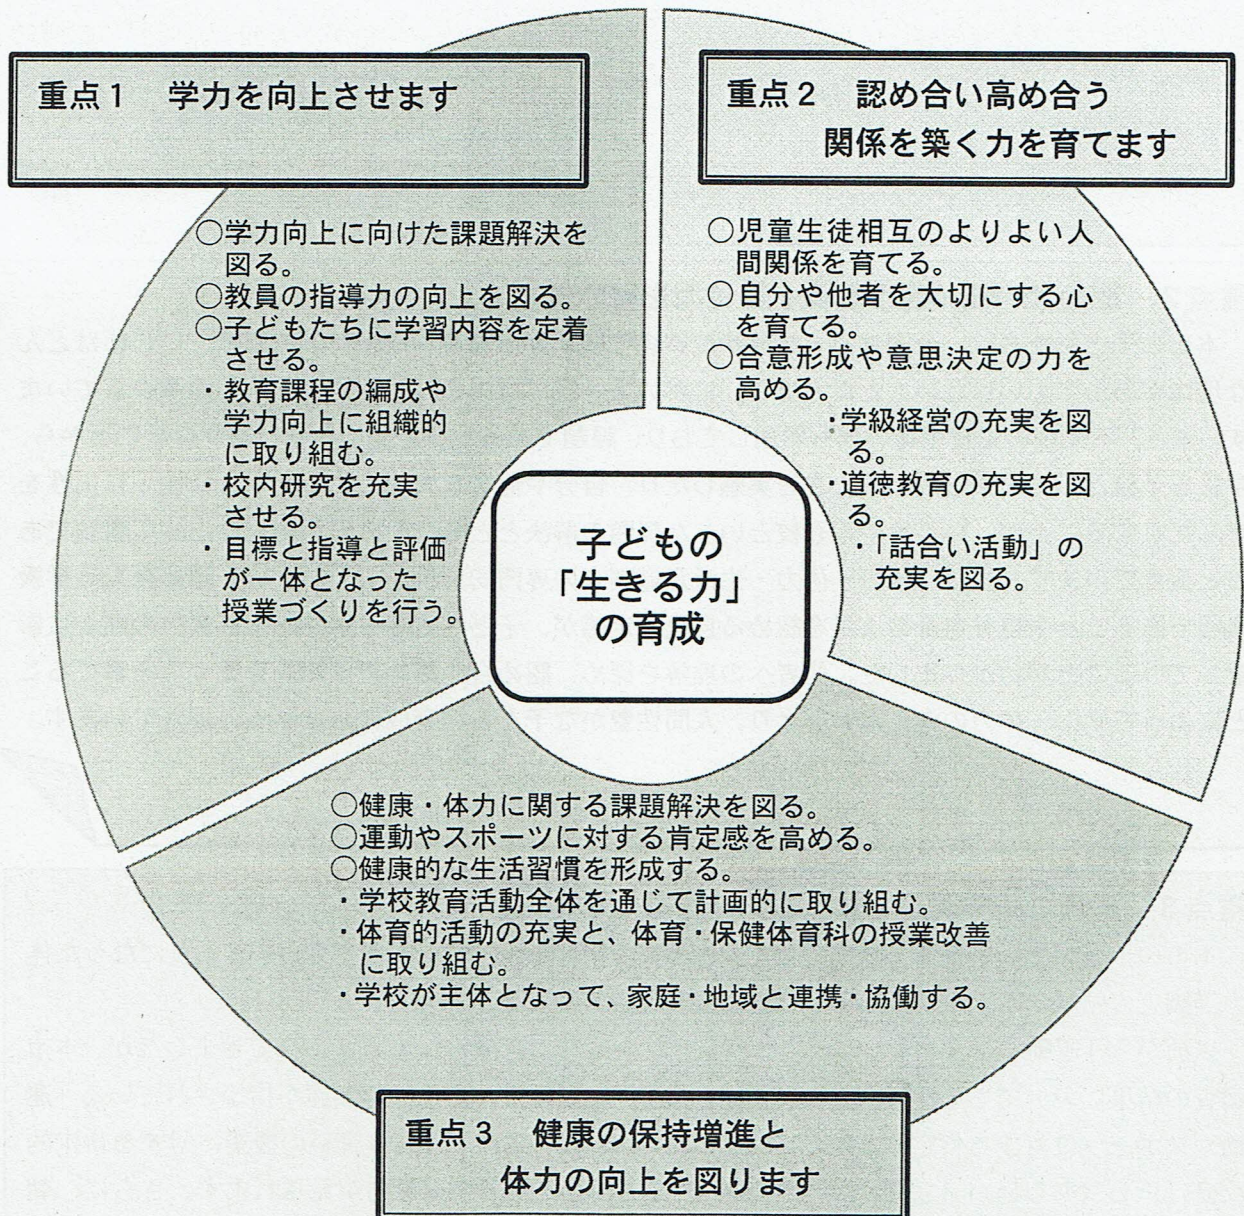 重点1 学力を向上させます
○学力向上に向けた課題解決を
図る。
○教員の指導力の向上を図る。
○子どもたちに学習内容を定着
させる。
・教育課程の編成や
学力向上に組織的
に取り組む。
・校内研究を充実
させる。
・目標と指導と評価
が一体となった
授業づくりを行う。
重点2 認め合い高め合う
関係を築く力を育てます
○児童生徒相互のよりよい人
間関係を育てる。
○自分や他者を大切にする心
を育てる。
○合意形成や意思決定の力を
高める。
・学級経営の充実を図
る。
・道徳教育の充実を図
る。
・「話合い活動」の
充実を図る。
子どもの
「生きる力」
の育成
○健康・体力に関する課題解決を図る。
○運動やスポーツに対する肯定感を高める。
○健康的な生活習慣を形成する。
・学校教育活動全体を通じて計画的に取り組む。
・体育的活動の充実と、体育・保健体育科の授業改善
に取り組む。
・学校が主体となって、家庭・地域と連携・協働する。
重点3 健康の保持増進と
体力の向上を図ります